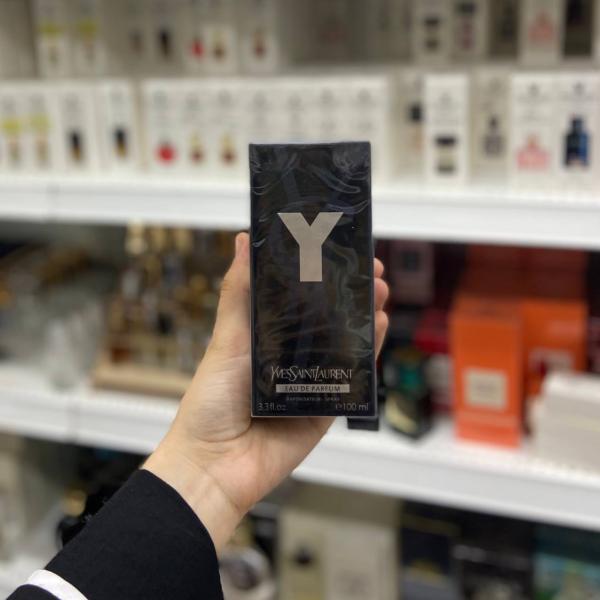 Y
YVESSAINTLAURENT
EAU DE PARFUM
VAPORISATEUR - SPRAY
3.3 fl.oz. ℮100 ml